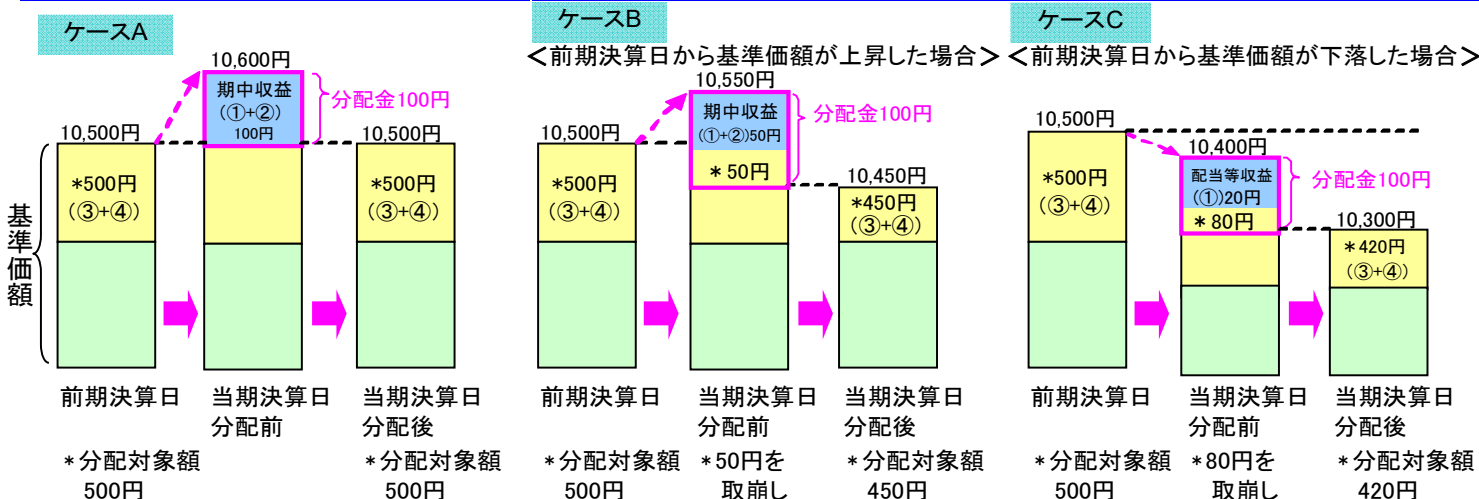 ケースA
10,600円
期中収益
(①+②)
100円
分配金100円
10,500円
10,500円
*500円
(③+④)
*500円
(③+④)
基準価額
前期決算日
当期決算日
分配前
当期決算日
分配後
*分配対象額
500円
*分配対象額
500円
ケースB
＜前期決算日から基準価額が上昇した場合＞
10,550円
期中収益
(①+②)50円
*50円
分配金100円
10,500円
*500円
(③+④)
10,450円
*450円
(③+④)
前期決算日
当期決算日
分配前
当期決算日
分配後
*分配対象額
500円
*50円を
取崩し
*分配対象額
450円
ケースC
＜前期決算日から基準価額が下落した場合＞
10,500円
*500円
(③+④)
10,400円
配当等収益
(①)20円
*80円
分配金100円
10,300円
*420円
(③+④)
前期決算日
当期決算日
分配前
当期決算日
分配後
*分配対象額
500円
*80円を
取崩し
*分配対象額
420円